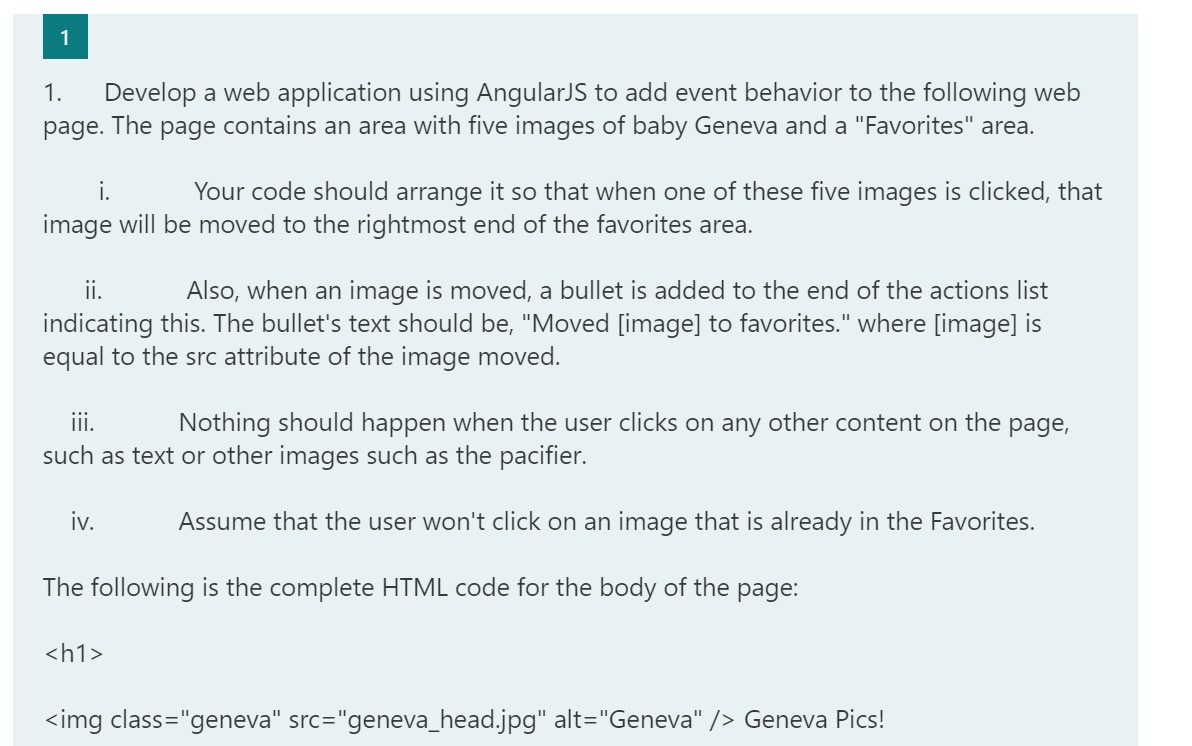 1
1. Develop a web application using AngularJS to add event behavior to the following web
page. The page contains an area with five images of baby Geneva and a "Favorites" area.
i. Your code should arrange it so that when one of these five images is clicked, that
image will be moved to the rightmost end of the favorites area.
ii. Also, when an image is moved, a bullet is added to the end of the actions list
indicating this. The bullet's text should be, "Moved [image] to favorites." where [image] is
equal to the src attribute of the image moved.
iii. Nothing should happen when the user clicks on any other content on the page,
such as text or other images such as the pacifier.
iv. Assume that the user won't click on an image that is already in the Favorites.
The following is the complete HTML code for the body of the page:
<h1>
<img class="geneva" src="geneva_head.jpg" alt="Geneva" /> Geneva Pics!